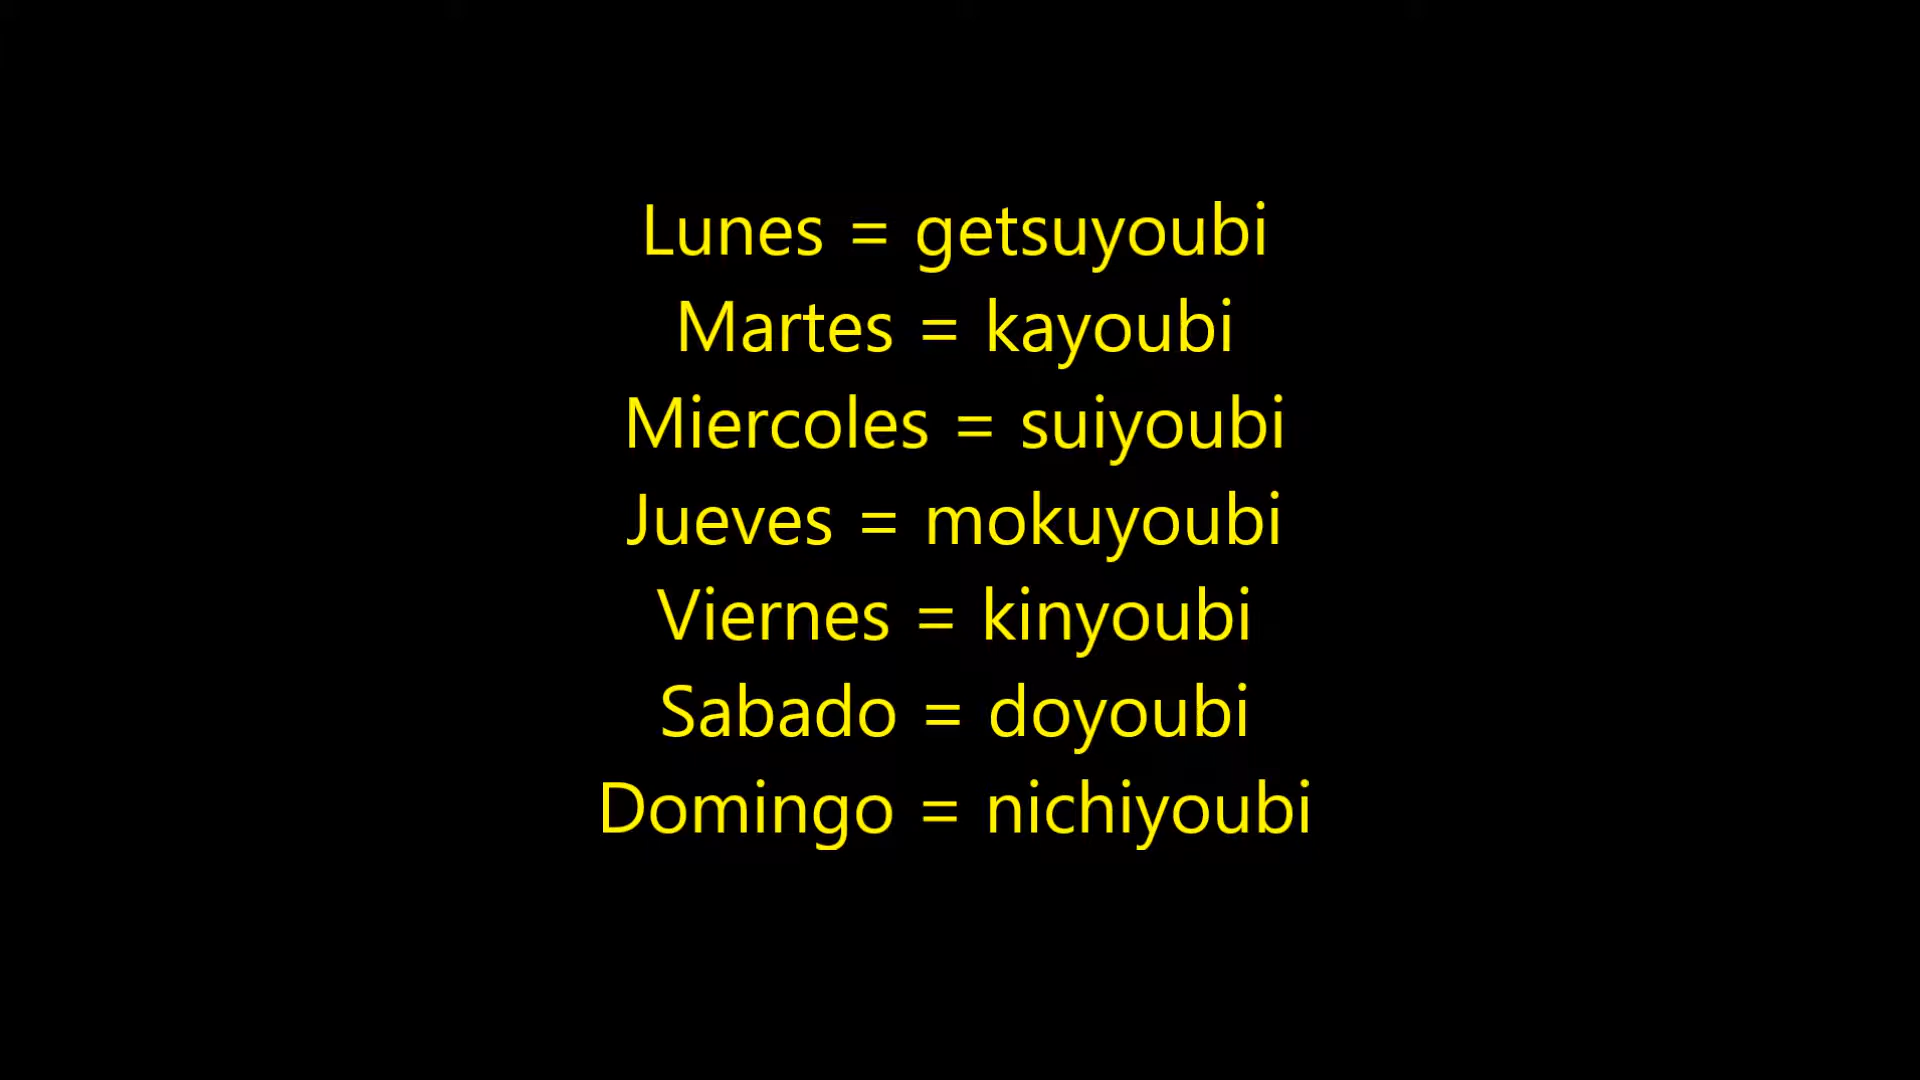 Lunes = getsuyoubi
Martes = kayoubi
Miercoles = suiyoubi
Jueves = mokuyoubi
Viernes = kinyoubi
Sabado = doyoubi
Domingo = nichiyoubi